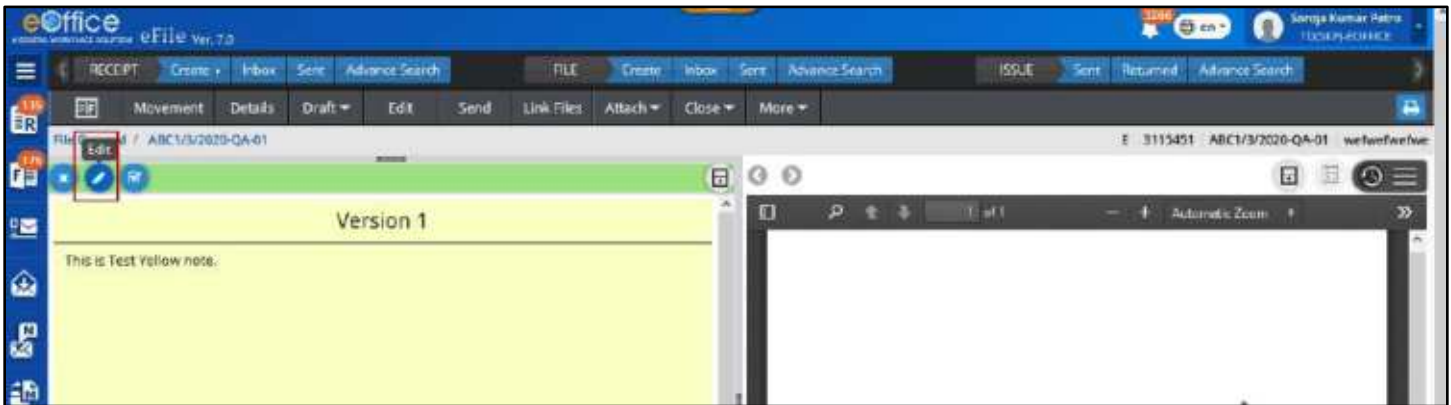 eOffice
eFile Ver. 7.0
3266
en
Saroja Kumar Patro
RECEIPT Create Inbox Sent Advance Search FILE Create Inbox Sent Advance Search ISSUE Sent Returned Advance Search
Movement Details Draft Edit Send Link Files Attach Close More
R
File / ABC1/3/2020-QA-01
E 3115451 ABC1/3/2020-QA-01 wefwefwefwe
Edit
F
Version 1
1 of 1
Automatic Zoom
This is Test Yellow note.
N